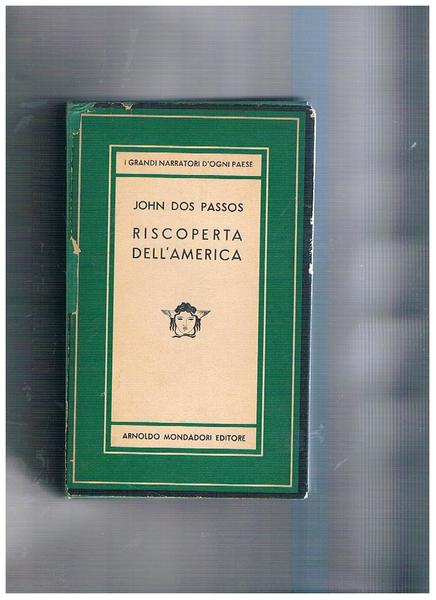 I GRANDI NARRATORI D'OGNI PAESE
JOHN DOS PASSOS
RISCOPERTA
DELL'AMERICA
ARNOLDO MONDADORI EDITORE